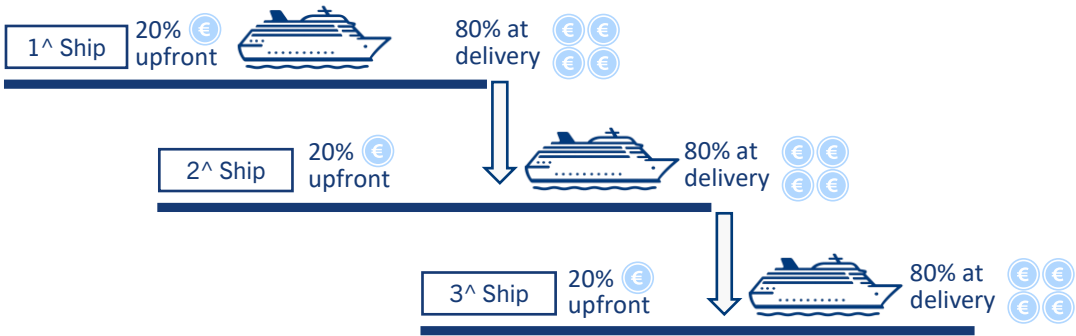 1^ Ship
20% €
upfront
80% at
delivery
€ €
€ €
2^ Ship
20% €
upfront
80% at
delivery
€ €
€ €
3^ Ship
20% €
upfront
80% at
delivery
€ €
€ €